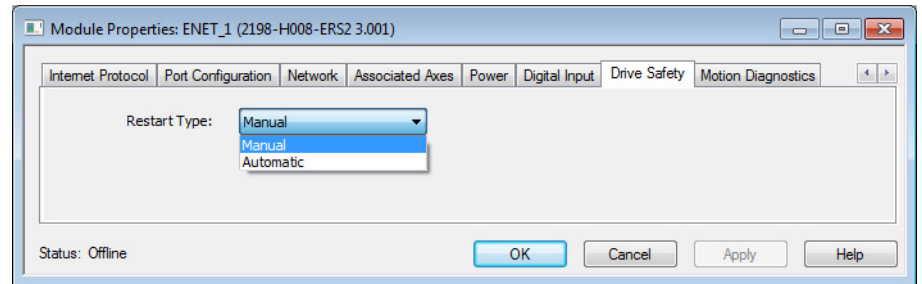 Module Properties: ENET_1 (2198-H008-ERS2 3.001)
Internet Protocol Port Configuration Network Associated Axes Power Digital Input Drive Safety Motion Diagnostics
Restart Type: Manual
Manual
Automatic
Status: Offline OK Cancel Apply Help